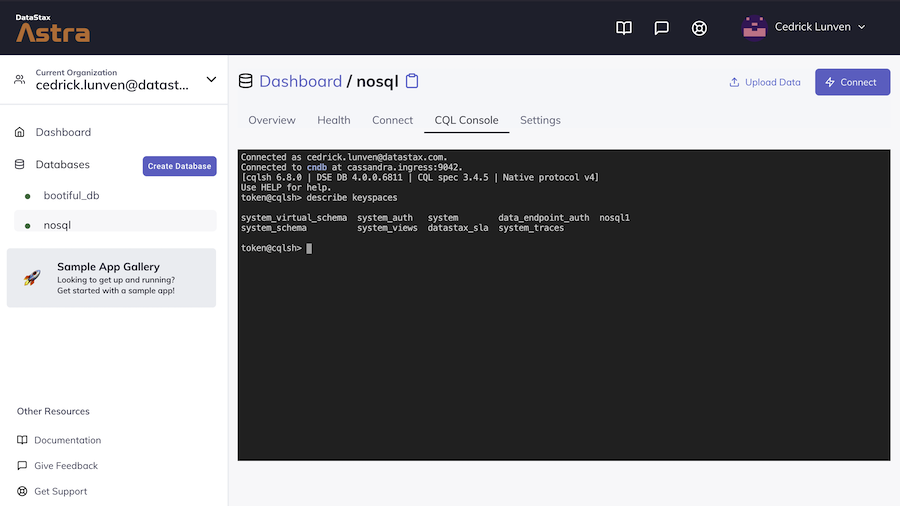 DataStax
Astra
Cedrick Lunven
Current Organization
cedrick.lunven@datast...
Dashboard
Databases
Create Database
bootiful_db
nosql
Sample App Gallery
Looking to get up and running?
Get started with a sample app!
Other Resources
Documentation
Give Feedback
Get Support
Dashboard / nosql
Upload Data
Connect
Overview Health Connect CQL Console Settings
Connected as cedrick.lunven@datastax.com.
Connected to cndb at cassandra.ingress:9042.
[cqlsh 6.8.0 | DSE DB 4.0.0.6811 | CQL spec 3.4.5 | Native protocol v4]
Use HELP for help.
token@cqlsh> describe keyspaces
system_virtual_schema system_auth system data_endpoint_auth nosql1
system_schema system_views datastax_sla system_traces
token@cqlsh>